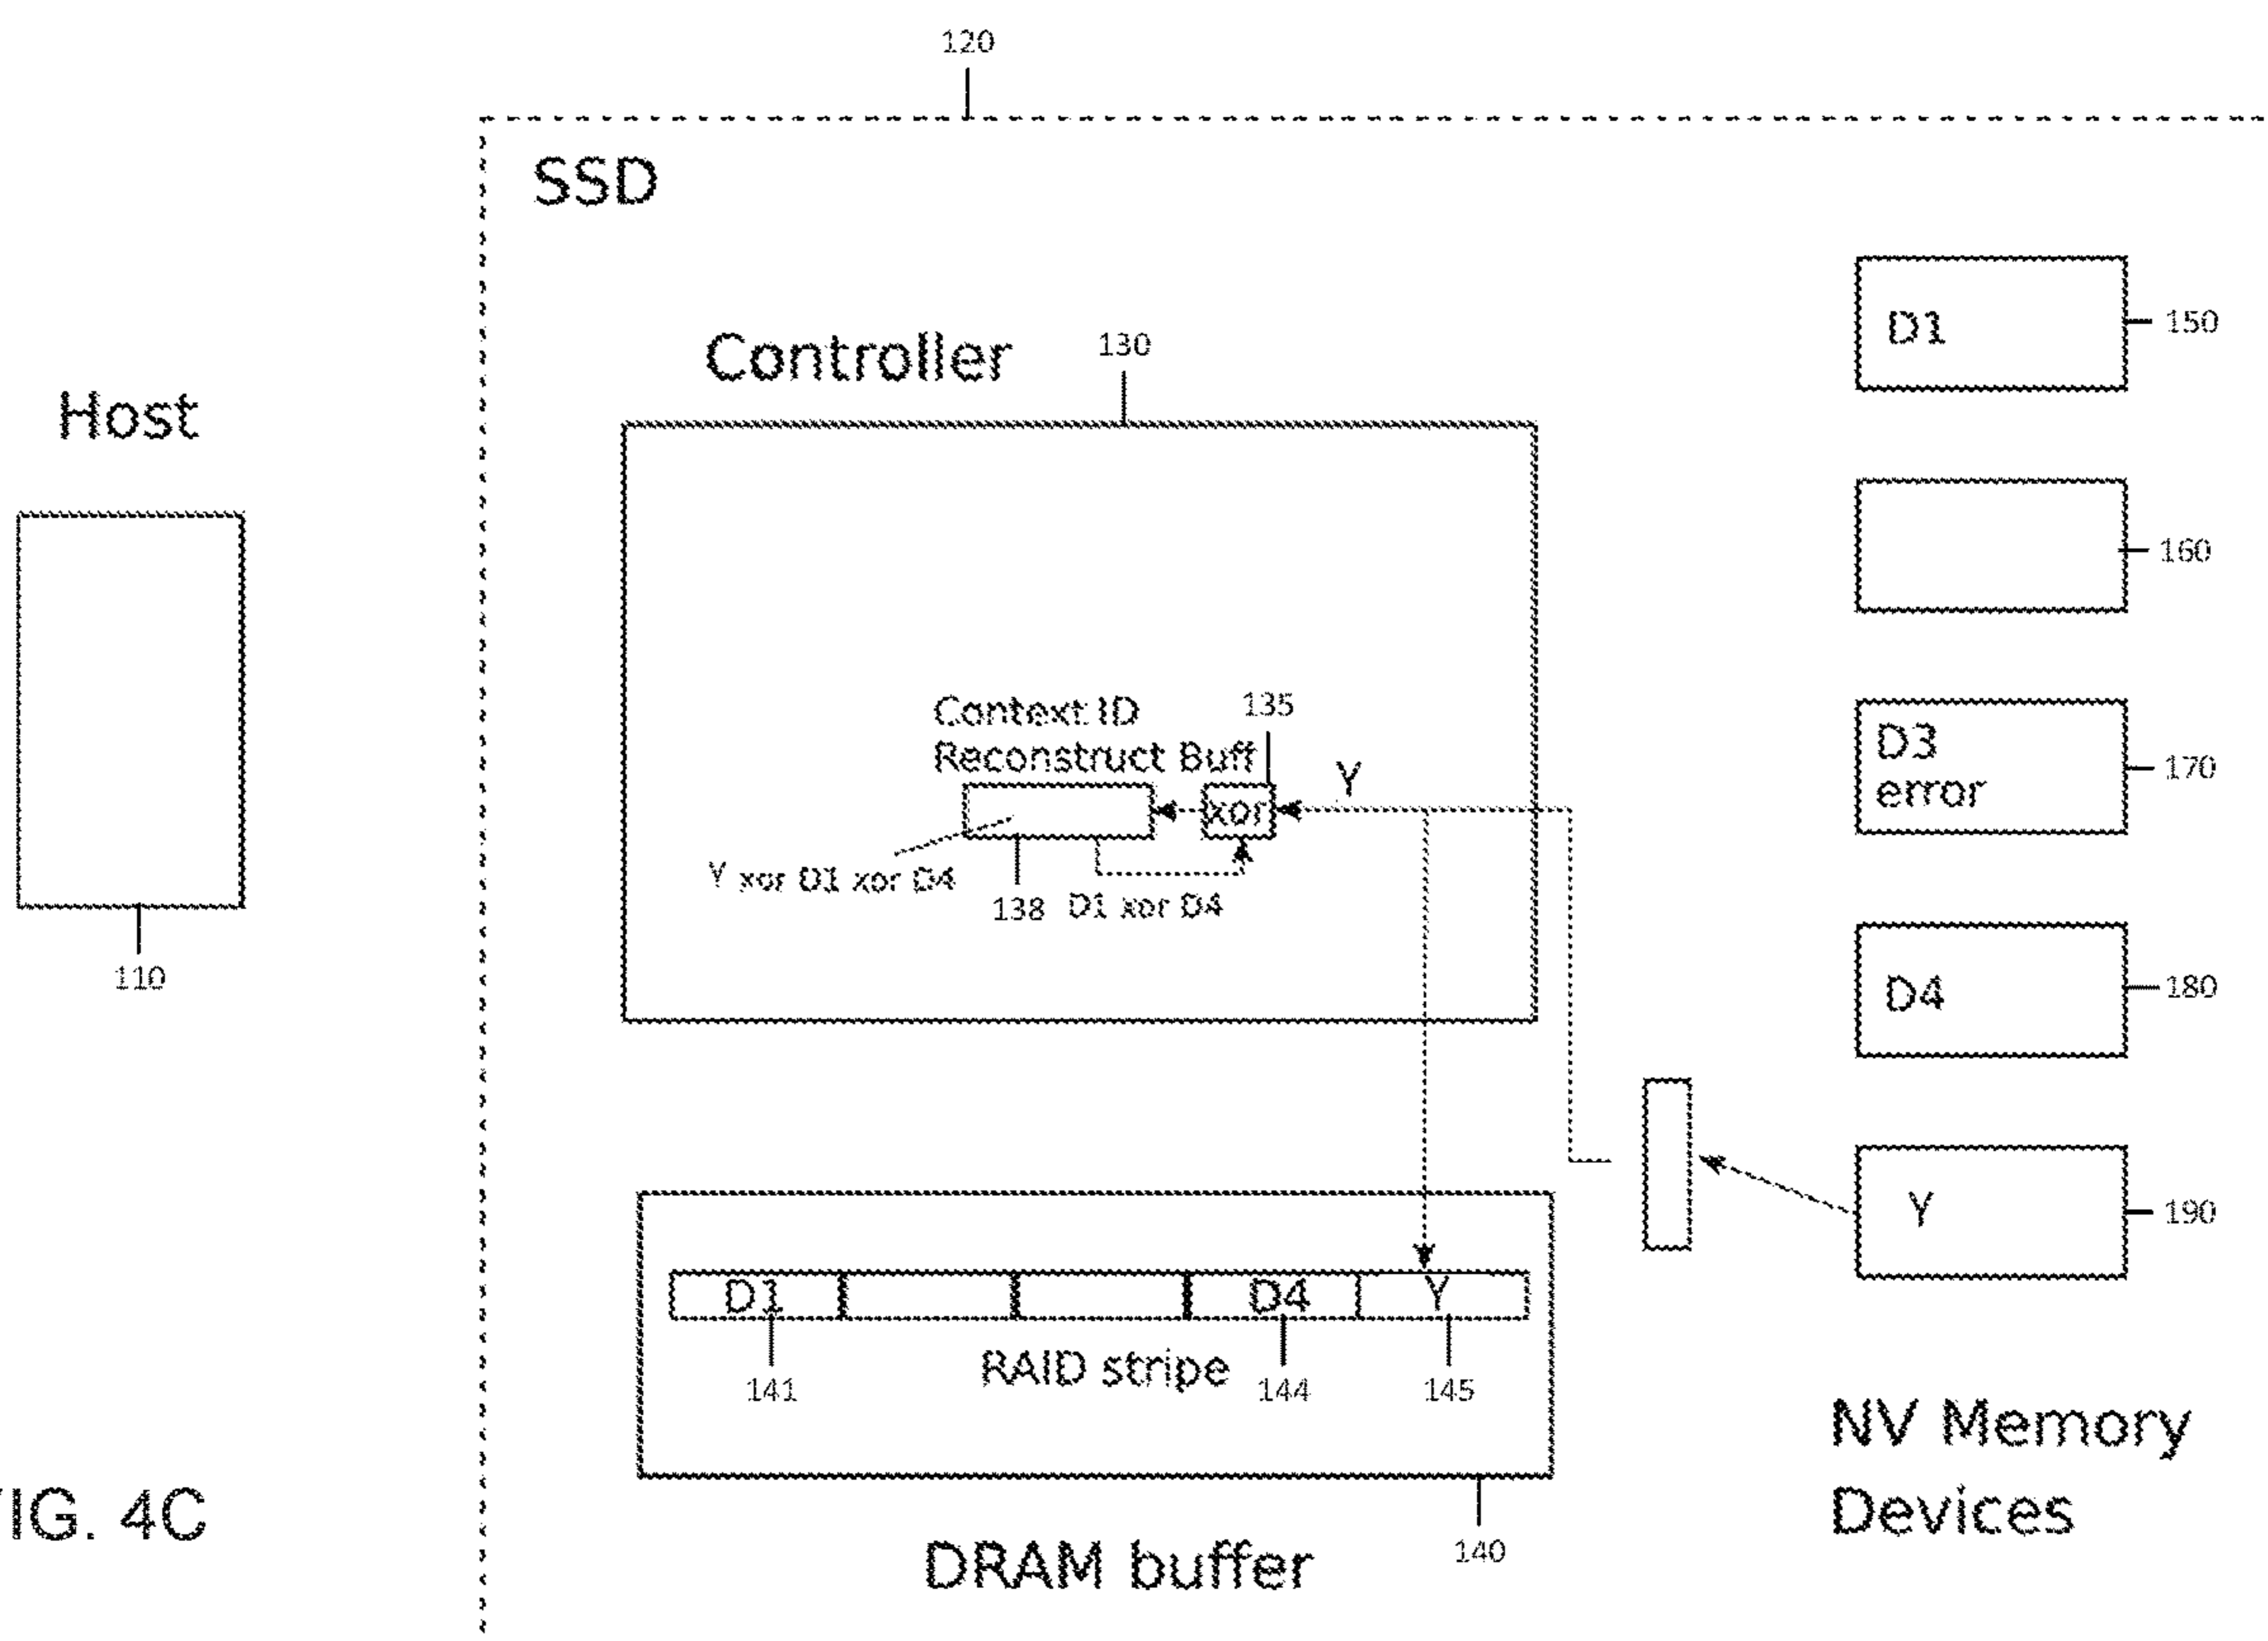 120
SSD
Controller
130
Host
110
Context ID
Reconstruct Buff
135
xor
Y
Y xor D1 xor D4
138
D1 xor D4
D1
150
160
D3
error
170
D4
180
Y
190
D1
D4
Y
RAID stripe
141
144
145
140
DRAM buffer
NV Memory
Devices
IG. 4C